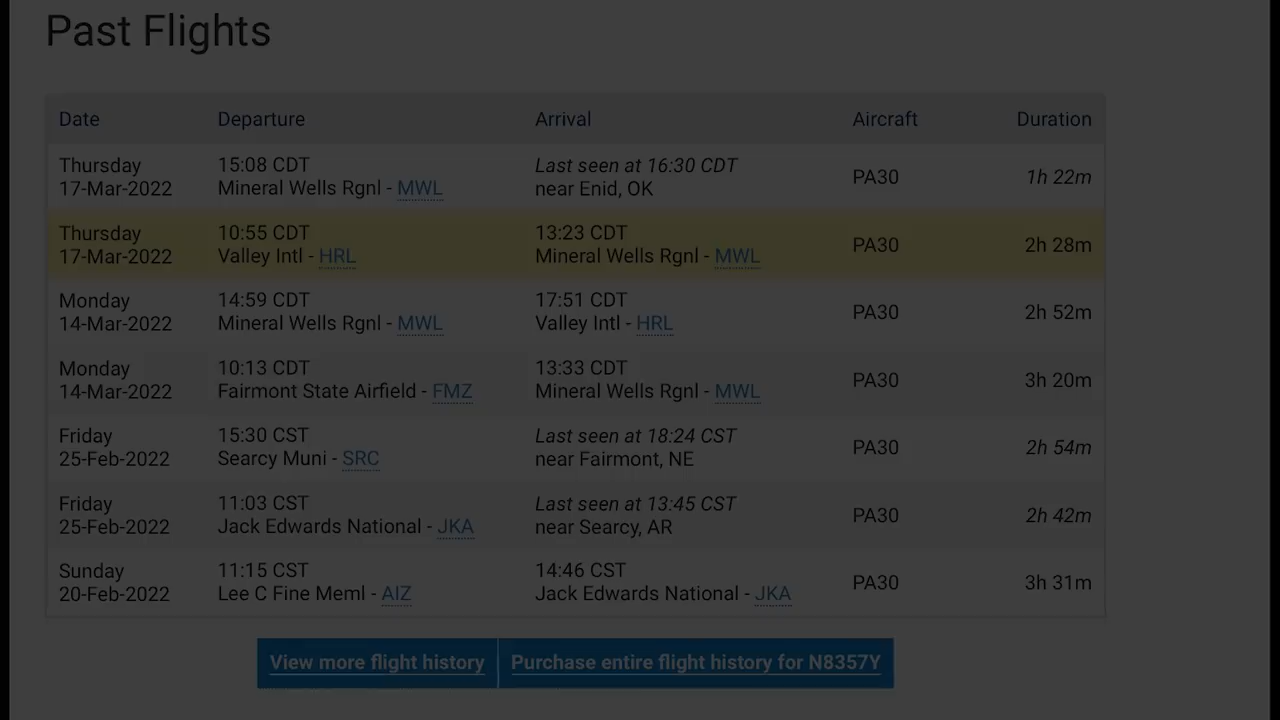 Past Flights
Date Departure Arrival Aircraft Duration
Thursday 15:08 CDT Last seen at 16:30 CDT
17-Mar-2022 Mineral Wells Rgnl - MWL near Enid, OK PA30 1h 22m
Thursday 10:55 CDT 13:23 CDT
17-Mar-2022 Valley Intl - HRL Mineral Wells Rgnl - MWL PA30 2h 28m
Monday 14:59 CDT 17:51 CDT
14-Mar-2022 Mineral Wells Rgnl - MWL Valley Intl - HRL PA30 2h 52m
Monday 10:13 CDT 13:33 CDT
14-Mar-2022 Fairmont State Airfield - FMZ Mineral Wells Rgnl - MWL PA30 3h 20m
Friday 15:30 CST Last seen at 18:24 CST
25-Feb-2022 Searcy Muni - SRC near Fairmont, NE PA30 2h 54m
Friday 11:03 CST Last seen at 13:45 CST
25-Feb-2022 Jack Edwards National - JKA near Searcy, AR PA30 2h 42m
Sunday 11:15 CST 14:46 CST
20-Feb-2022 Lee C Fine Meml - AIZ Jack Edwards National - JKA PA30 3h 31m
View more flight history Purchase entire flight history for N8357Y